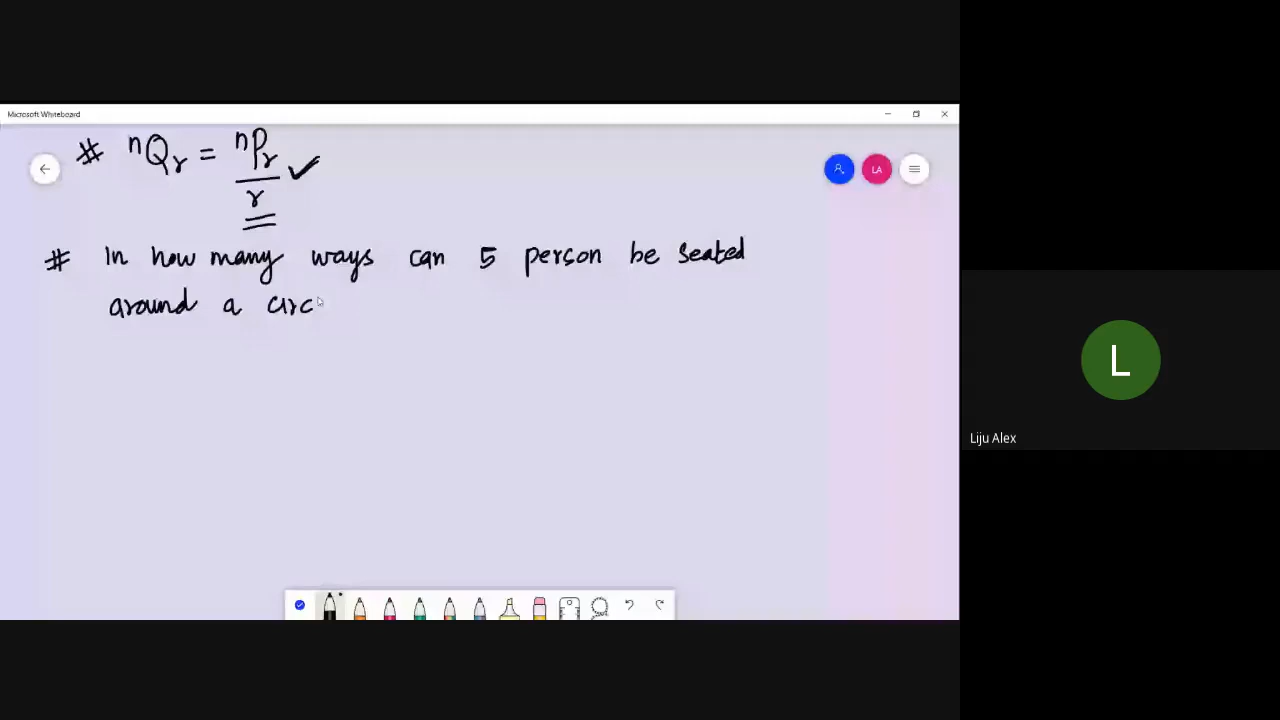 Microsoft Whiteboard
# nQr = nPr / r ✓
LA
# In how many ways can 5 person be seated
around a circ
L
Liju Alex